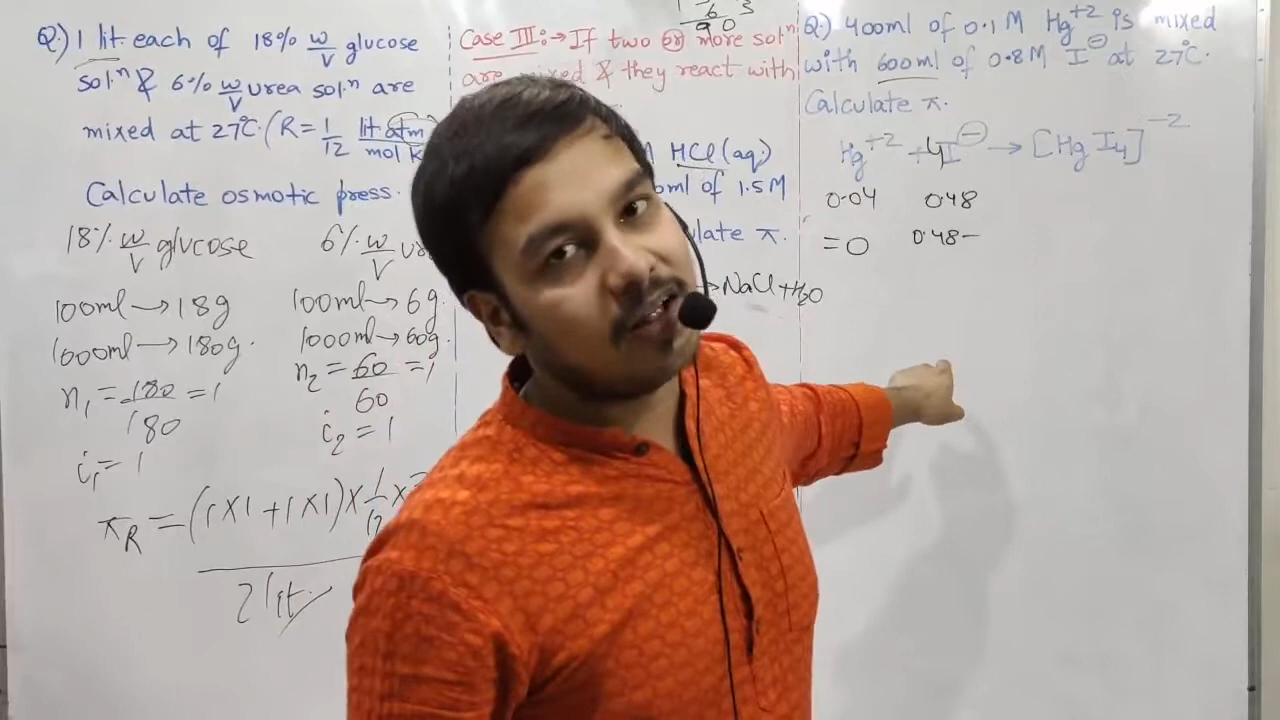 Q.) 1 lit. each of 18% w/v glucose
solⁿ & 6% w/v urea solⁿ are
mixed at 27°C. (R = 1/12 lit atm
mol K
Calculate osmotic press.
18% w/v glucose
6% w/v
100ml → 18g
1000ml → 180g.
n₁ = 180/180 = 1
i₁ = 1
100ml → 6g
1000ml → 60g.
n₂ = 60/60 = 1
i₂ = 1
π_R = (1×1 + 1×1) × 1/12 ×
2 lit.
6 3
90
Case III:→ If two or more solⁿ
are mixed & they react with
HCl (aq.)
ml of 1.5M
π.
→ NaCl + H₂O
Q.) 400ml of 0.1 M Hg⁺² is mixed
with 600ml of 0.8M I⊖ at 27°C.
Calculate π.
Hg⁺² + 4I⊖ → [HgI₄]⁻²
0.04 0.48
= 0 0.48 –